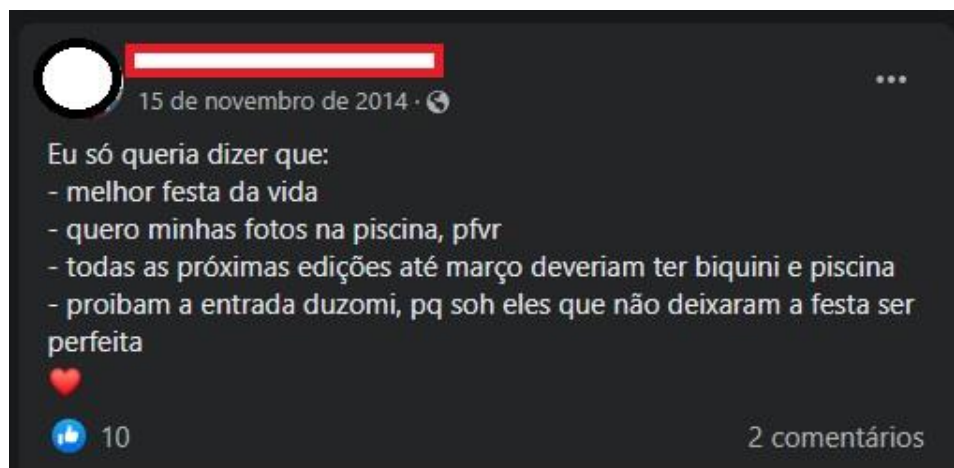 15 de novembro de 2014 ·
Eu só queria dizer que:
- melhor festa da vida
- quero minhas fotos na piscina, pfvr
- todas as próximas edições até março deveriam ter biquini e piscina
- proibam a entrada duzomi, pq soh eles que não deixaram a festa ser
perfeita
10
2 comentários